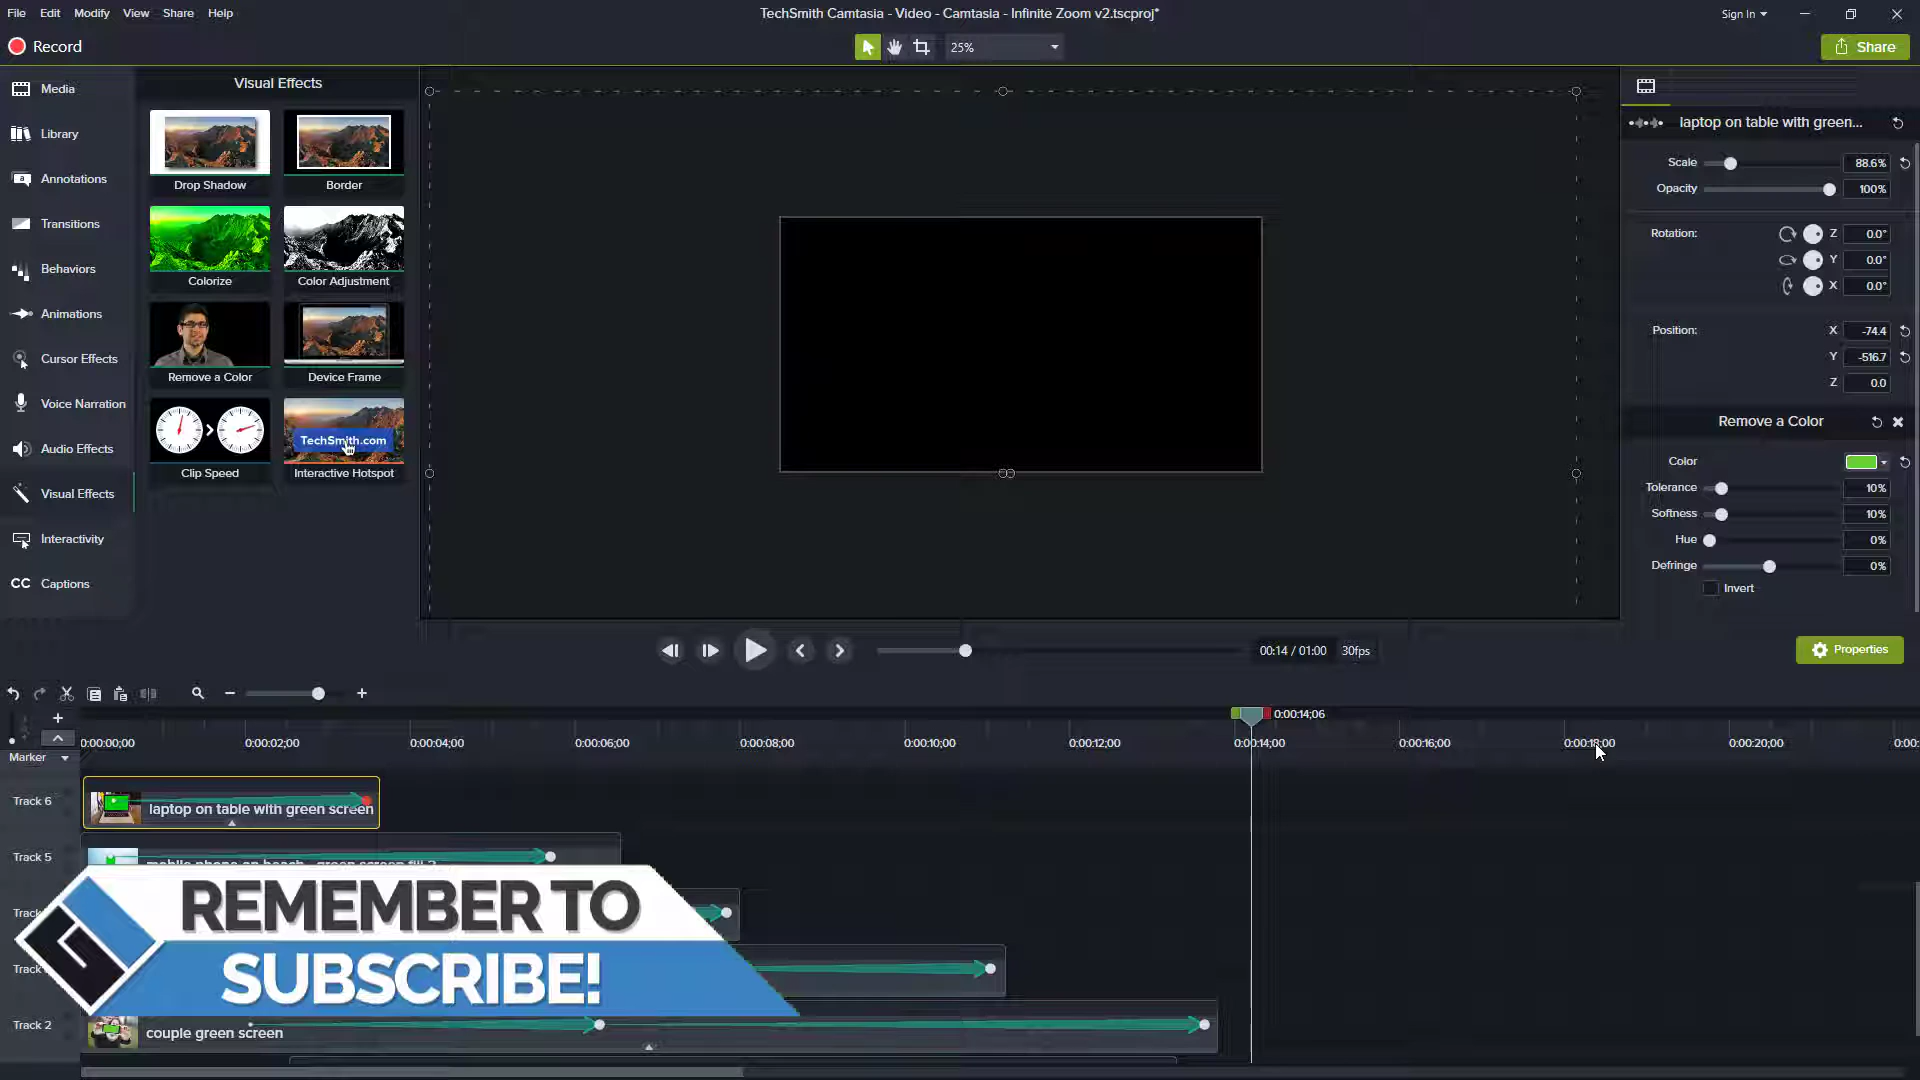 File Edit Modify View Share Help
TechSmith Camtasia - Video - Camtasia - Infinite Zoom v2.tscproj*
Sign In
Record
25%
Share
Media
Library
Annotations
Transitions
Behaviors
Animations
Cursor Effects
Voice Narration
Audio Effects
Visual Effects
Interactivity
CC Captions
Visual Effects
Drop Shadow
Border
Colorize
Color Adjustment
Remove a Color
Device Frame
TechSmith.com
Clip Speed
Interactive Hotspot
laptop on table with green...
Scale 88.6%
Opacity 100%
Rotation: Z 0.0°
Y 0.0°
X 0.0°
Position: X -74.4
Y -516.7
Z 0.0
Remove a Color
Color
Tolerance 10%
Softness 10%
Hue 0%
Defringe 0%
Invert
00:14 / 01:00 30fps
Properties
0:00:14;06
0:00:00;00 0:00:02;00 0:00:04;00 0:00:06;00 0:00:08;00 0:00:10;00 0:00:12;00 0:00:14;00 0:00:16;00 0:00:18;00 0:00:20;00 0:00:
Marker
Track 6
laptop on table with green screen
Track 5
REMEMBER TO
SUBSCRIBE!
Track 2
couple green screen